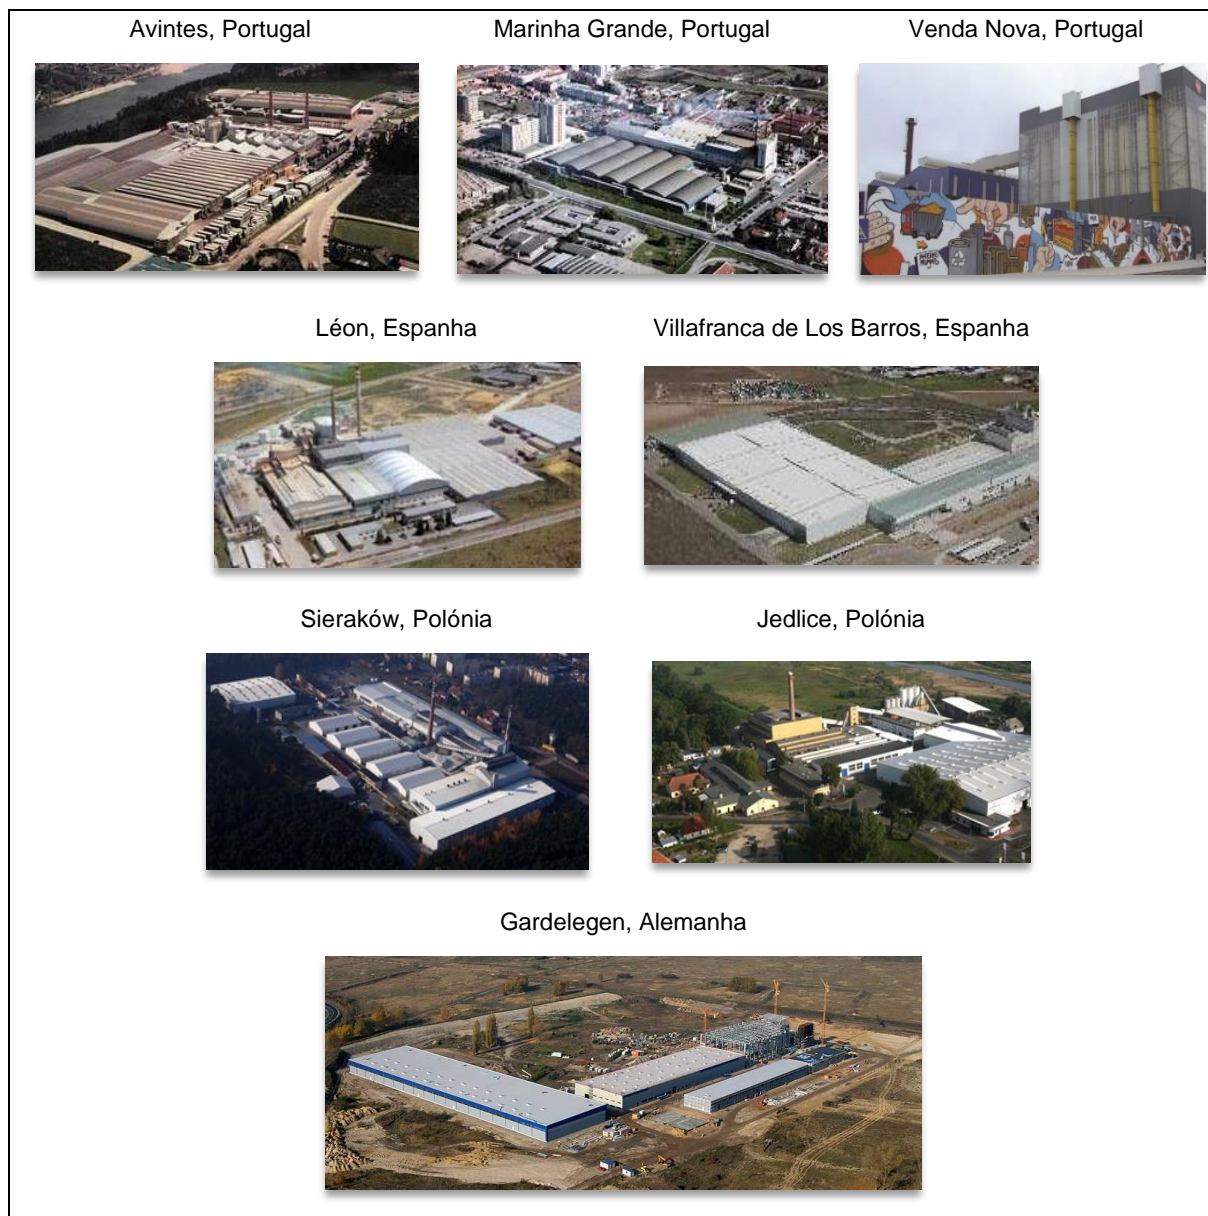 Avintes, Portugal
Marinha Grande, Portugal
Venda Nova, Portugal
Léon, Espanha
Villafranca de Los Barros, Espanha
Sieraków, Polónia
Jedlice, Polónia
Gardelegen, Alemanha